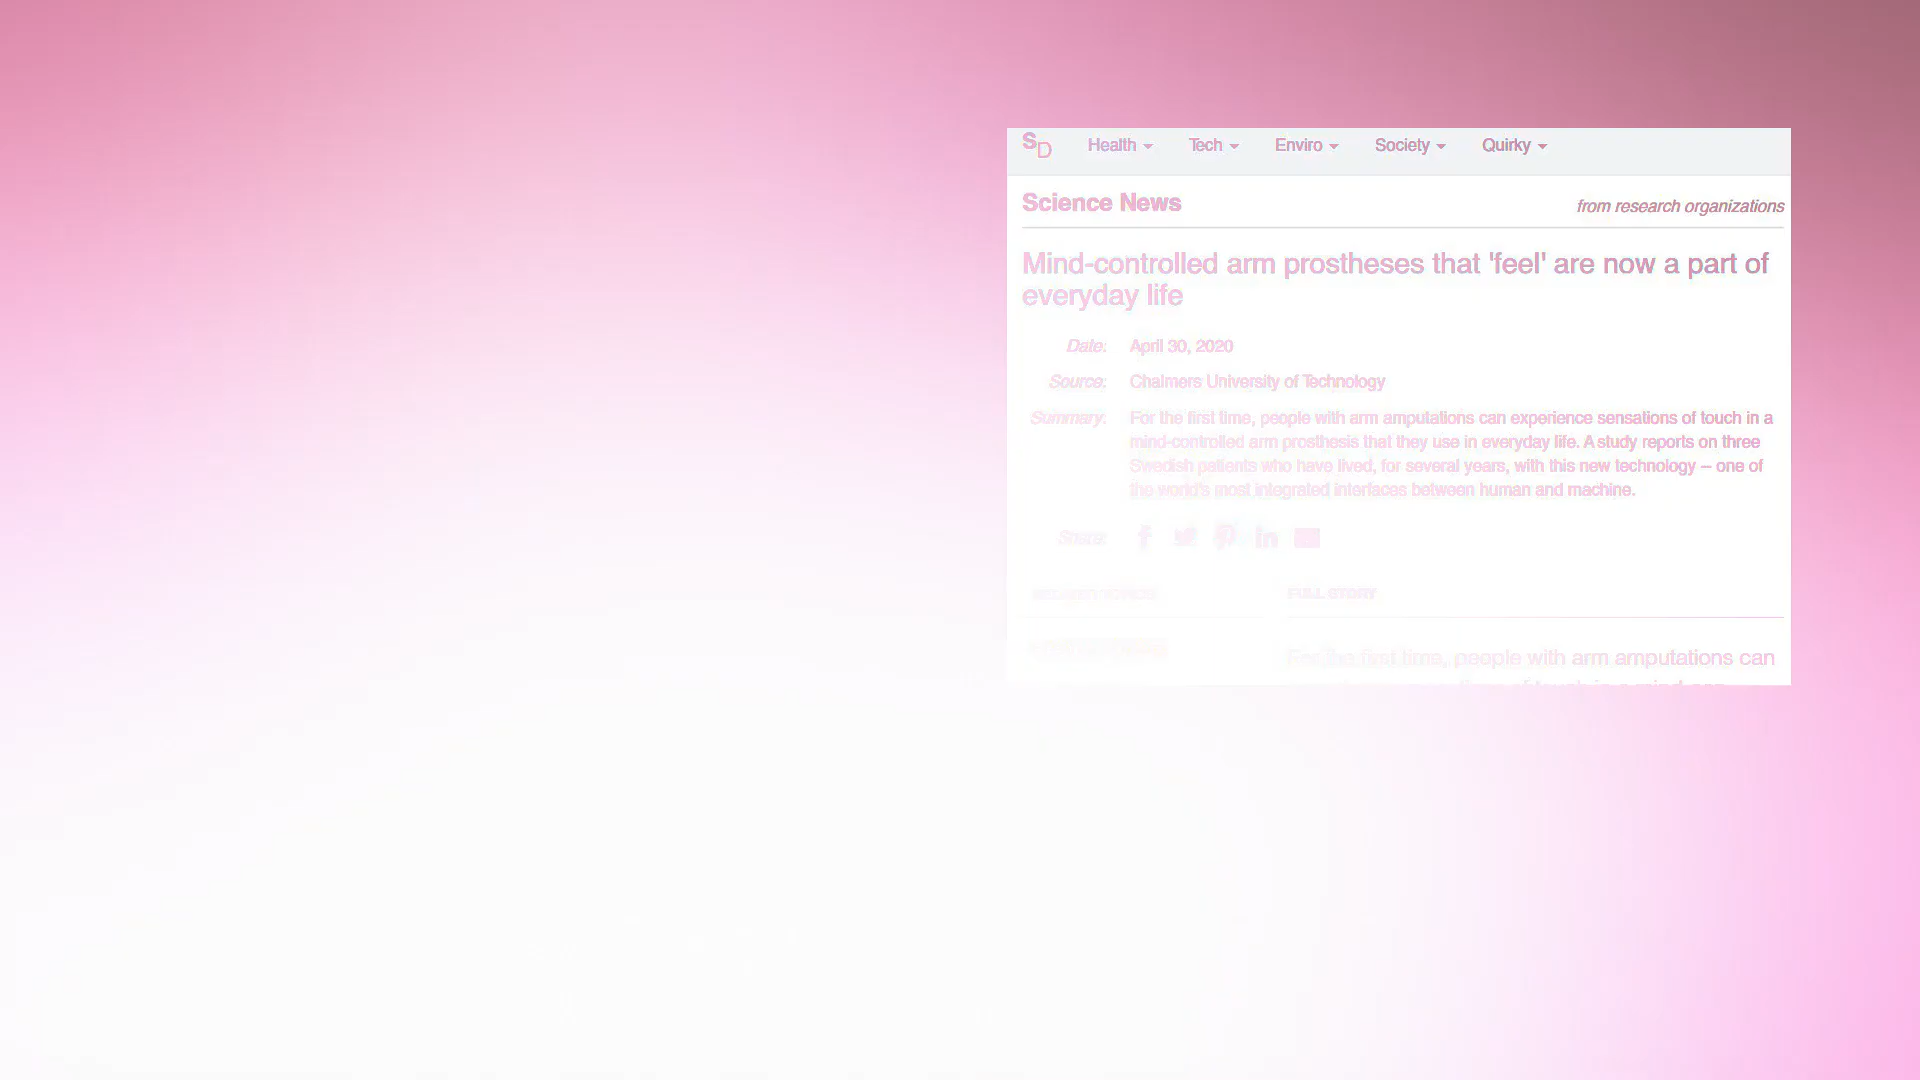 SD Health Tech Enviro Society Quirky
Science News from research organizations
Mind-controlled arm prostheses that 'feel' are now a part of
everyday life
Date: April 30, 2020
Source: Chalmers University of Technology
Summary: For the first time, people with arm amputations can experience sensations of touch in a
mind-controlled arm prosthesis that they use in everyday life. A study reports on three
Swedish patients who have lived, for several years, with this new technology -- one of
the world's most integrated interfaces between human and machine.
Share:
FULL STORY
For the first time, people with arm amputations can